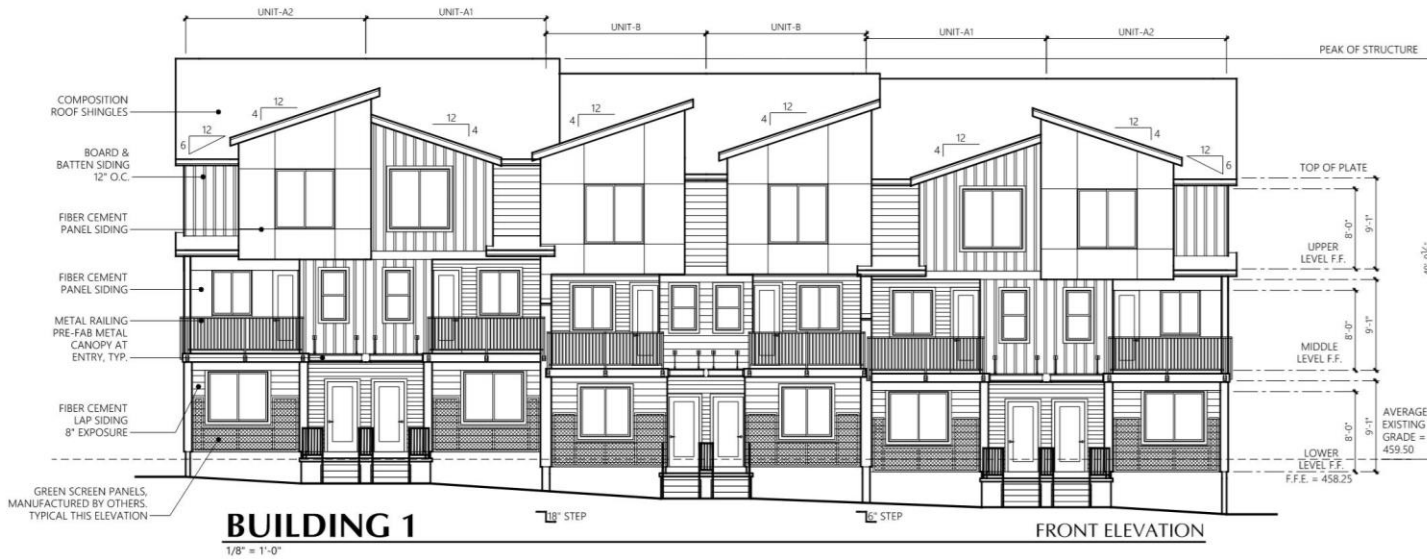 UNIT-A2
UNIT-A1
UNIT-B
UNIT-B
UNIT-A1
UNIT-A2
PEAK OF STRUCTURE
COMPOSITION
ROOF SHINGLES
BOARD &
BATTEN SIDING
12" O.C.
FIBER CEMENT
PANEL SIDING
FIBER CEMENT
PANEL SIDING
METAL RAILING
PRE-FAB METAL
CANOPY AT
ENTRY, TYP.
FIBER CEMENT
LAP SIDING
8" EXPOSURE
GREEN SCREEN PANELS,
MANUFACTURED BY OTHERS.
TYPICAL THIS ELEVATION
12
6
12
4
12
4
12
4
12
4
12
4
12
4
12
6
TOP OF PLATE
8'-0"
9'-1"
UPPER
LEVEL F.F.
8'-0"
9'-1"
MIDDLE
LEVEL F.F.
8'-0"
9'-1"
LOWER
LEVEL F.F.
F.F.E. = 458.25
AVERAGE
EXISTING
GRADE =
459.50
18" STEP
6" STEP
BUILDING 1
1/8" = 1'-0"
FRONT ELEVATION